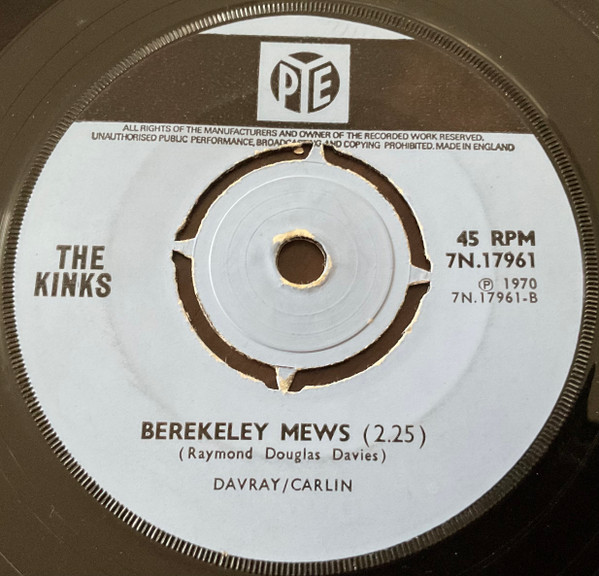 PYE
ALL RIGHTS OF THE MANUFACTURERS AND OWNER OF THE RECORDED WORK RESERVED.
UNAUTHORISED PUBLIC PERFORMANCE, BROADCASTING AND COPYING PROHIBITED. MADE IN ENGLAND
THE
KINKS
45 RPM
7N.17961
Ⓟ 1970
7N.17961-B
BEREKELEY MEWS (2.25)
(Raymond Douglas Davies)
DAVRAY/CARLIN